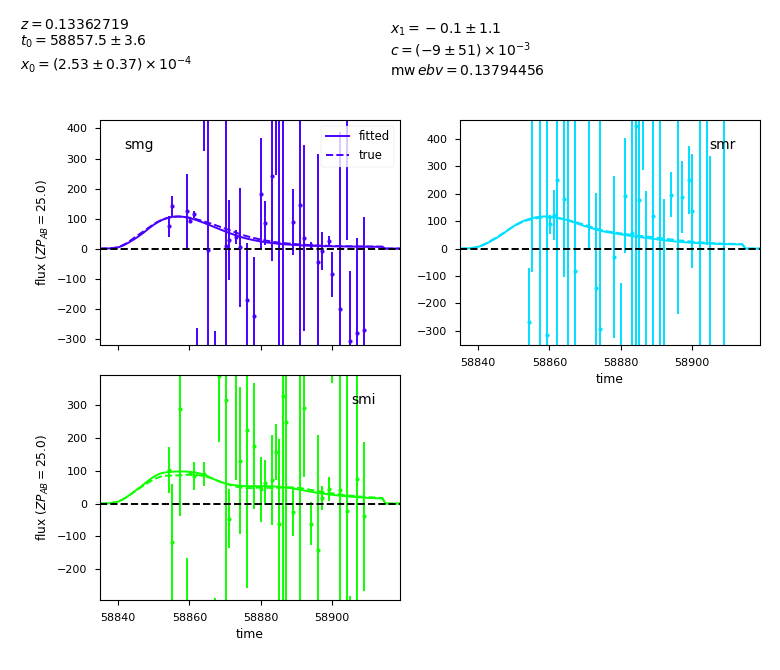 z = 0.13362719
t₀ = 58857.5 ± 3.6
x₀ = (2.53 ± 0.37) × 10⁻⁴
x₁ = −0.1 ± 1.1
c = (−9 ± 51) × 10⁻³
mw ebv = 0.13794456
smg
fitted
true
flux (ZP_AB = 25.0)
400
300
200
100
0
−100
−200
−300
smr
400
300
200
100
0
−100
−200
−300
58840
58860
58880
58900
time
smi
flux (ZP_AB = 25.0)
300
200
100
0
−100
−200
58840
58860
58880
58900
time